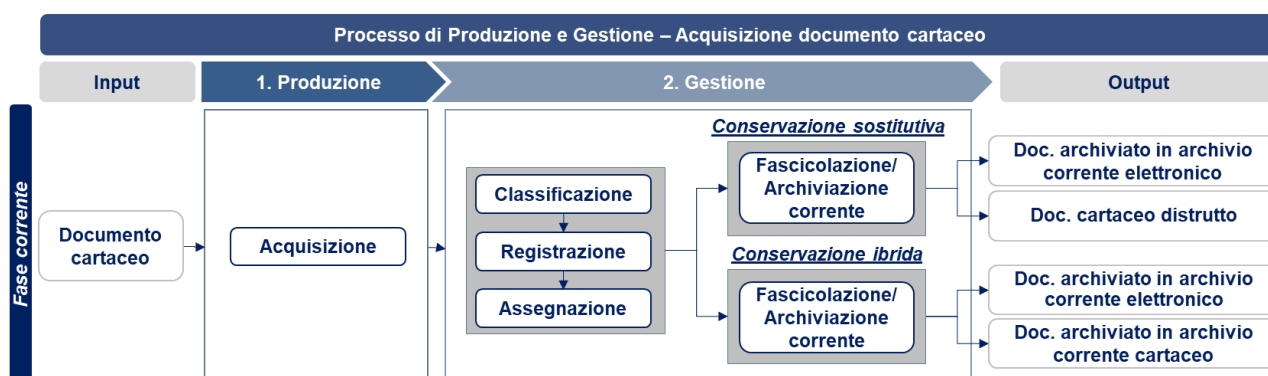 Processo di Produzione e Gestione – Acquisizione documento cartaceo
Input
1. Produzione
2. Gestione
Output
Fase corrente
Documento
cartaceo
Acquisizione
Classificazione
Registrazione
Assegnazione
Conservazione sostitutiva
Fascicolazione/
Archiviazione
corrente
Conservazione ibrida
Fascicolazione/
Archiviazione
corrente
Doc. archiviato in archivio
corrente elettronico
Doc. cartaceo distrutto
Doc. archiviato in archivio
corrente elettronico
Doc. archiviato in archivio
corrente cartaceo